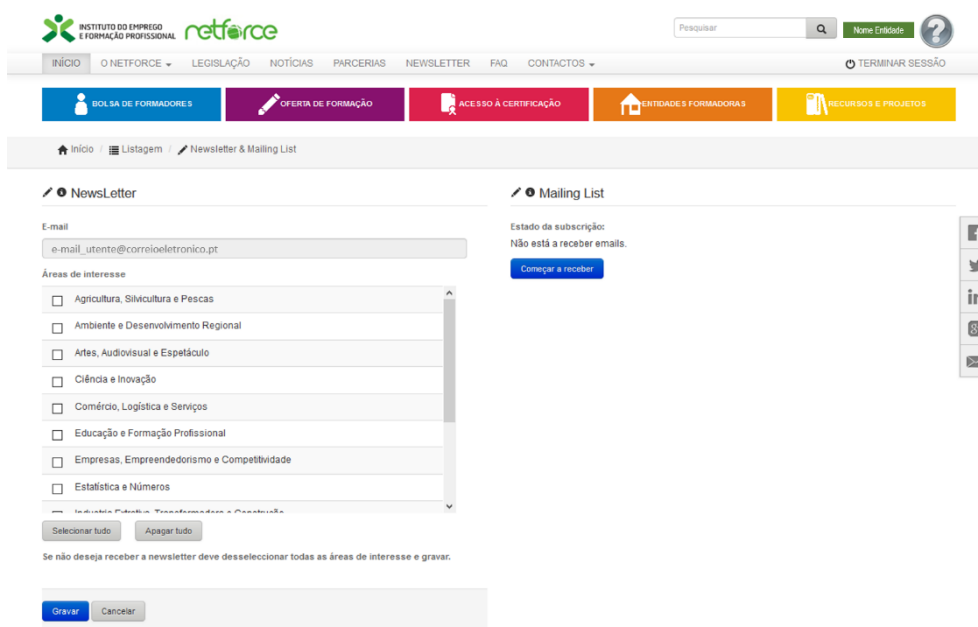 INSTITUTO DO EMPREGO
E FORMAÇÃO PROFISSIONAL
netforce
Pesquisar
Nome Entidade
?
INÍCIO O NETFORCE LEGISLAÇÃO NOTÍCIAS PARCERIAS NEWSLETTER FAQ CONTACTOS TERMINAR SESSÃO
BOLSA DE FORMADORES OFERTA DE FORMAÇÃO ACESSO À CERTIFICAÇÃO ENTIDADES FORMADORAS RECURSOS E PROJETOS
Início / Listagem / Newsletter & Mailing List
NewsLetter
E-mail
e-mail_utente@correioeletronico.pt
Áreas de interesse
Agricultura, Silvicultura e Pescas
Ambiente e Desenvolvimento Regional
Artes, Audiovisual e Espetáculo
Ciência e Inovação
Comércio, Logística e Serviços
Educação e Formação Profissional
Empresas, Empreendedorismo e Competitividade
Estatística e Números
Selecionar tudo Apagar tudo
Se não deseja receber a newsletter deve desseleccionar todas as áreas de interesse e gravar.
Gravar Cancelar
Mailing List
Estado da subscrição:
Não está a receber emails.
Começar a receber